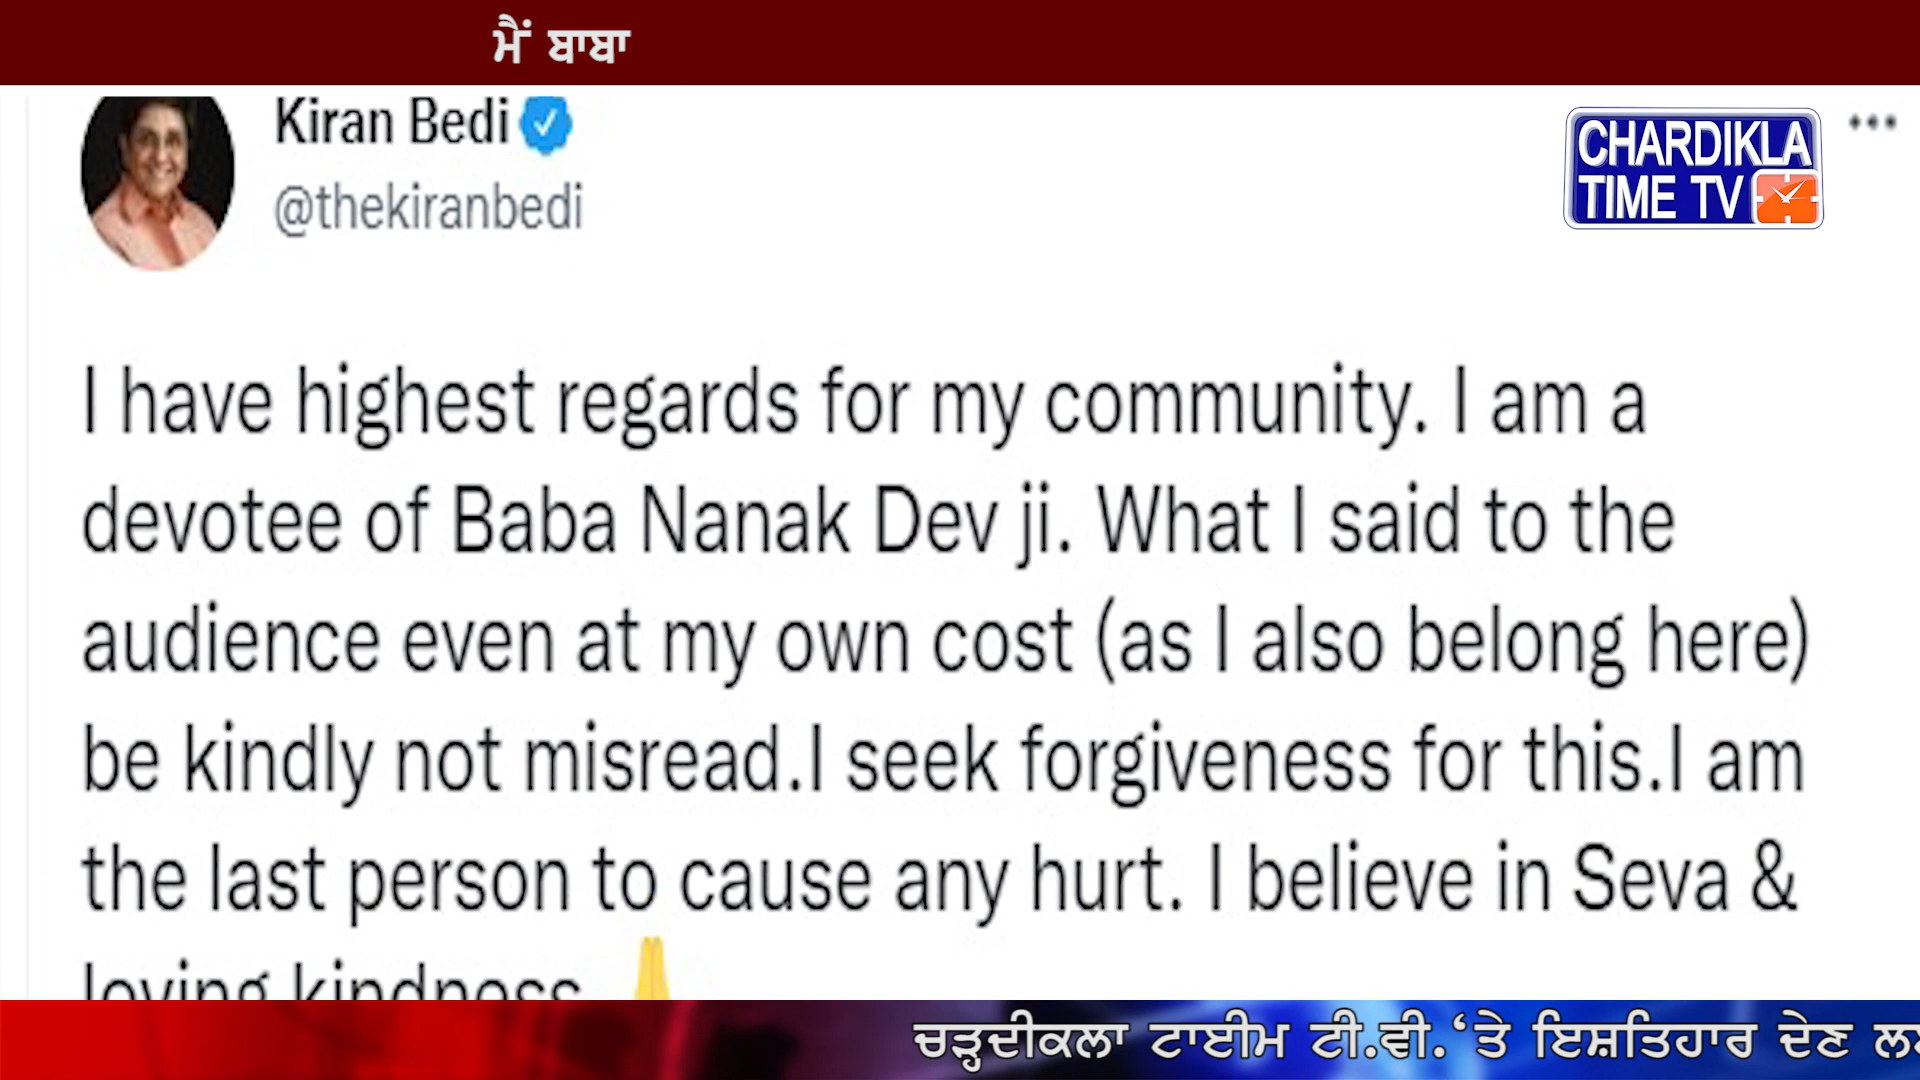 ਮੈਂ ਬਾਬਾ
Kiran Bedi
@thekiranbedi
CHARDIKLA
TIME TV
I have highest regards for my community. I am a
devotee of Baba Nanak Dev ji. What I said to the
audience even at my own cost (as I also belong here)
be kindly not misread.I seek forgiveness for this.I am
the last person to cause any hurt. I believe in Seva &
loving kindness
ਚੜ੍ਹਦੀਕਲਾ ਟਾਈਮ ਟੀ.ਵੀ.‘ਤੇ ਇਸ਼ਤਿਹਾਰ ਦੇਣ